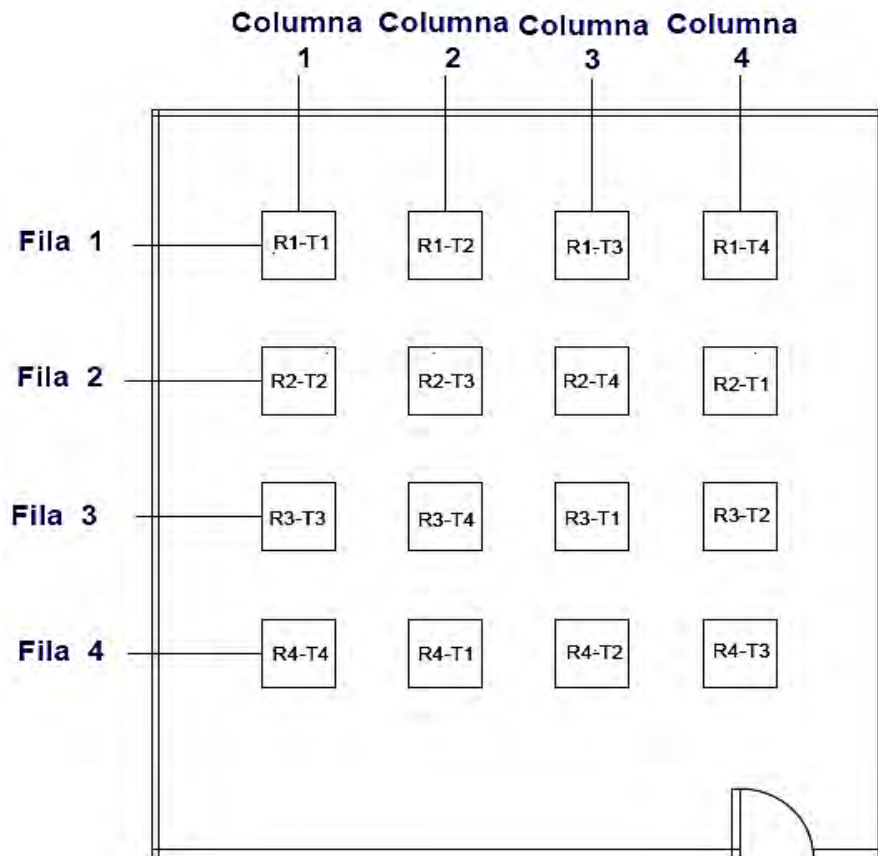 Columna Columna Columna Columna
1 2 3 4
Fila 1 R1-T1 R1-T2 R1-T3 R1-T4
Fila 2 R2-T2 R2-T3 R2-T4 R2-T1
Fila 3 R3-T3 R3-T4 R3-T1 R3-T2
Fila 4 R4-T4 R4-T1 R4-T2 R4-T3